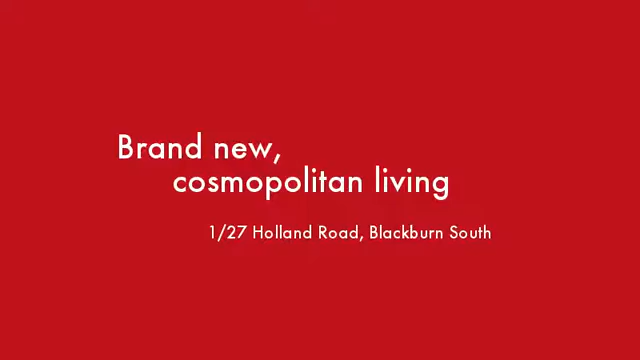 Brand new,
cosmopolitan living
1/27 Holland Road, Blackburn South